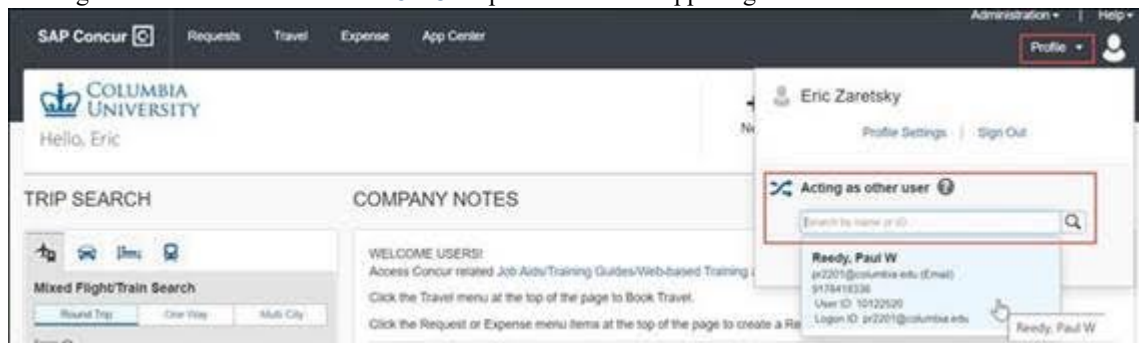 Administration | Help
SAP Concur C Requests Travel Expense App Center
Profile
COLUMBIA
UNIVERSITY
Hello, Eric
Eric Zaretsky
Profile Settings | Sign Out
TRIP SEARCH
COMPANY NOTES
Acting as other user ?
Search by name or ID
Mixed Flight/Train Search
Round Trip One Way Multi City
WELCOME USERS!
Access Concur related Job Aids/Training Guides/Web-based Training
Click the Travel menu at the top of the page to Book Travel.
Click the Request or Expense menu items at the top of the page to create a Re
Reedy, Paul W
pr2201@columbia.edu (Email)
User ID: 10122520
Logon ID: pr2201@columbia.edu
Reedy, Paul W